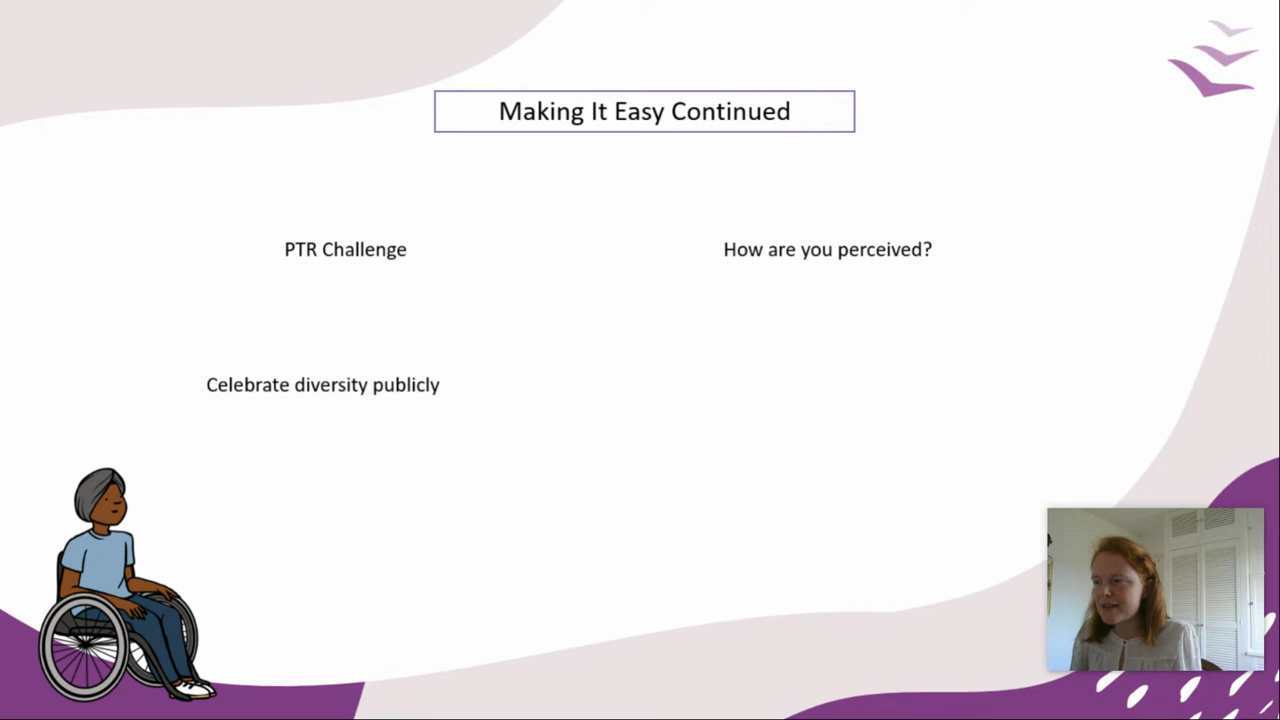 Making It Easy Continued
PTR Challenge
How are you perceived?
Celebrate diversity publicly